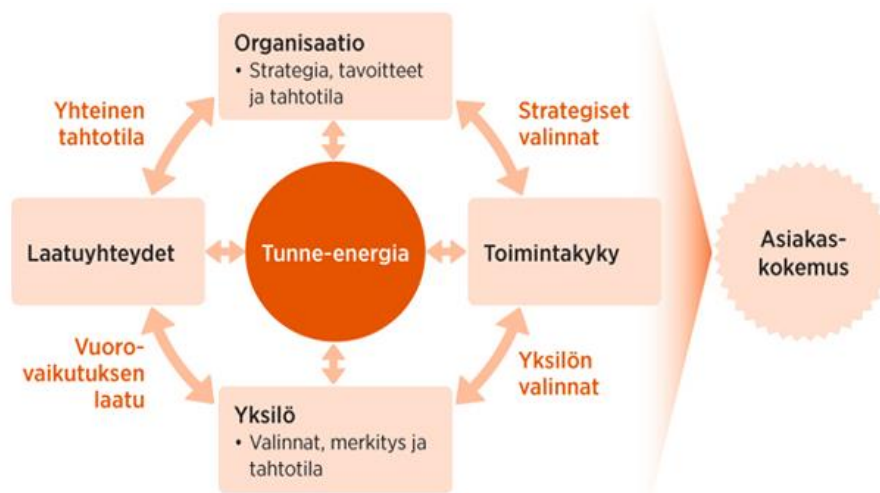 Organisaatio
• Strategia, tavoitteet
ja tahtotila
Yhteinen
tahtotila
Strategiset
valinnat
Laatuyhteydet
Tunne-energia
Toimintakyky
Asiakas-
kokemus
Vuoro-
vaikutuksen
laatu
Yksilön
valinnat
Yksilö
• Valinnat, merkitys ja
tahtotila